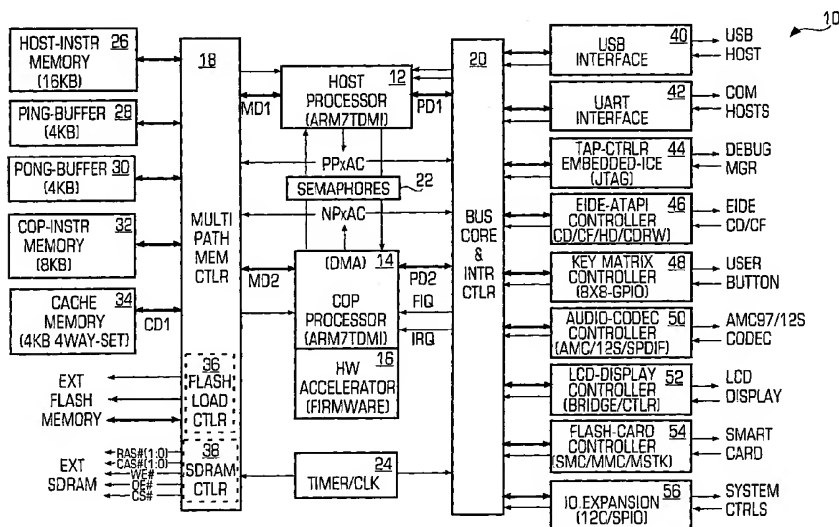 10
HOST-INSTR 26
MEMORY
(16KB)
PING-BUFFER 28
(4KB)
PONG-BUFFER 30
(4KB)
COP-INSTR 32
MEMORY
(8KB)
CACHE 34
MEMORY
(4KB 4WAY-SET)
CD1
EXT
FLASH
MEMORY
RAS#(1:0)
CAS#(1:0)
WE#
OE#
CS#
EXT
SDRAM
18
MULTI
PATH
MEM
CTLR
36
FLASH
LOAD
CTLR
38
SDRAM
CTLR
MD1
MD2
12
HOST
PROCESSOR
(ARM7TDMI)
PD1
PPxAC
SEMAPHORES 22
NPxAC
(DMA) 14
COP
PROCESSOR
(ARM7TDMI)
PD2
FIQ
IRQ
16
HW
ACCELERATOR
(FIRMWARE)
24
TIMER/CLK
20
BUS
CORE
&
INTR
CTLR
40
USB
INTERFACE
USB
HOST
42
UART
INTERFACE
COM
HOSTS
TAP-CTRLR 44
EMBEDDED-ICE
(JTAG)
DEBUG
MGR
EIDE-ATAPI 46
CONTROLLER
CD/CF/HD/CDRW)
EIDE
CD/CF
KEY MATRIX 48
CONTROLLER
(8X8-GPIO)
USER
BUTTON
AUDIO-CODEC 50
CONTROLLER
(AMC/12S/SPDIF)
AMC97/12S
CODEC
LCD-DISPLAY 52
CONTROLLER
(BRIDGE/CTLR)
LCD
DISPLAY
FLASH-CARD 54
CONTROLLER
(SMC/MMC/MSTK)
SMART
CARD
IO.EXPANSION 56
(12C/SPIO)
SYSTEM
CTRLS